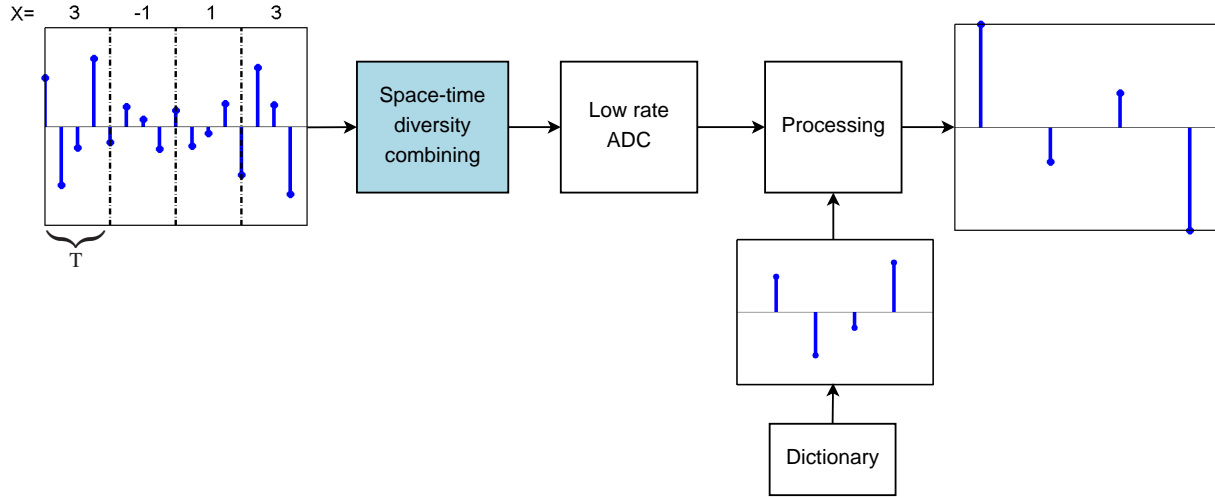 X= 3 -1 1 3
Space-time
diversity
combining
Low rate
ADC
Processing
T
Dictionary